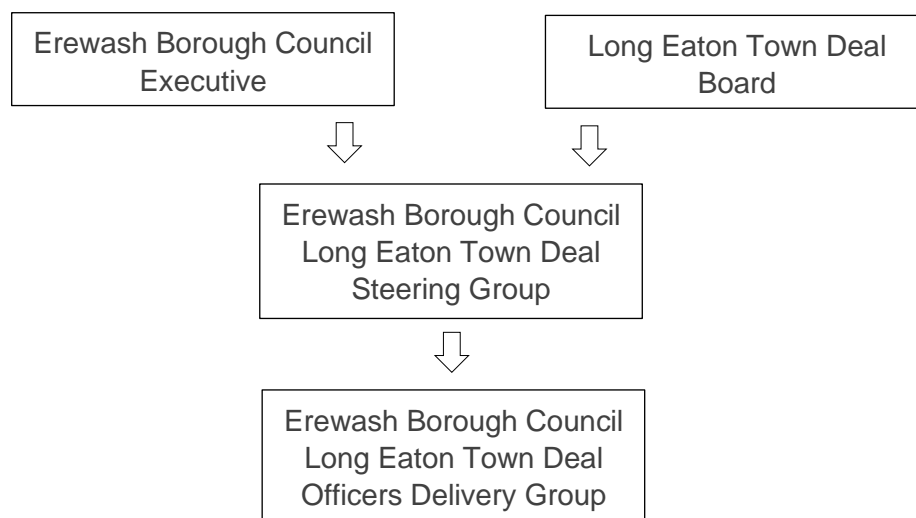 Erewash Borough Council
Executive
Long Eaton Town Deal
Board
Erewash Borough Council
Long Eaton Town Deal
Steering Group
Erewash Borough Council
Long Eaton Town Deal
Officers Delivery Group